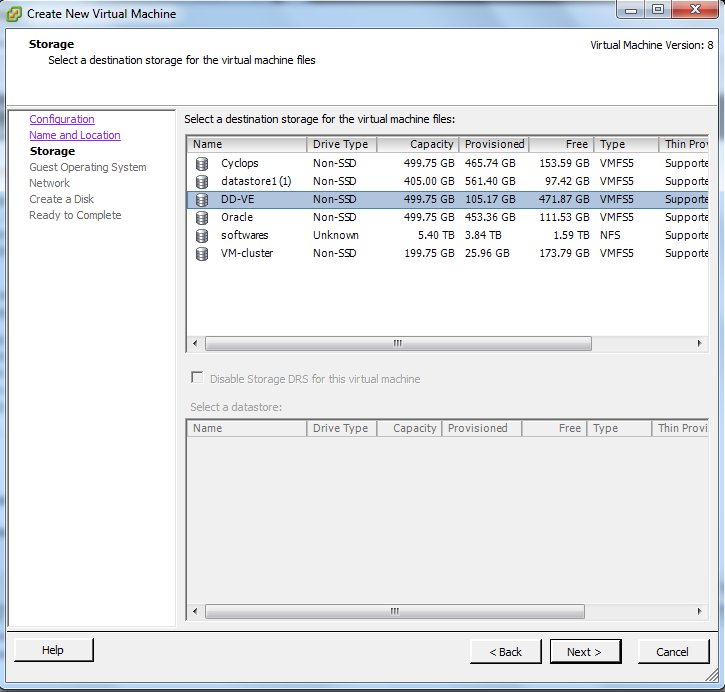 Create New Virtual Machine
Storage
Select a destination storage for the virtual machine files
Virtual Machine Version: 8
Configuration
Name and Location
Storage
Guest Operating System
Network
Create a Disk
Ready to Complete
Select a destination storage for the virtual machine files:
Name Drive Type Capacity Provisioned Free Type Thin Pro
Cyclops Non-SSD 499.75 GB 465.74 GB 153.59 GB VMFS5 Supporte
datastore1 (1) Non-SSD 405.00 GB 561.40 GB 97.42 GB VMFS5 Supporte
DD-VE Non-SSD 499.75 GB 105.17 GB 471.87 GB VMFS5 Supporte
Oracle Non-SSD 499.75 GB 453.36 GB 111.53 GB VMFS5 Supporte
softwares Unknown 5.40 TB 3.84 TB 1.59 TB NFS Supporte
VM-cluster Non-SSD 199.75 GB 25.96 GB 173.79 GB VMFS5 Supporte
Disable Storage DRS for this virtual machine
Select a datastore:
Name Drive Type Capacity Provisioned Free Type Thin Provi
Help
< Back
Next >
Cancel